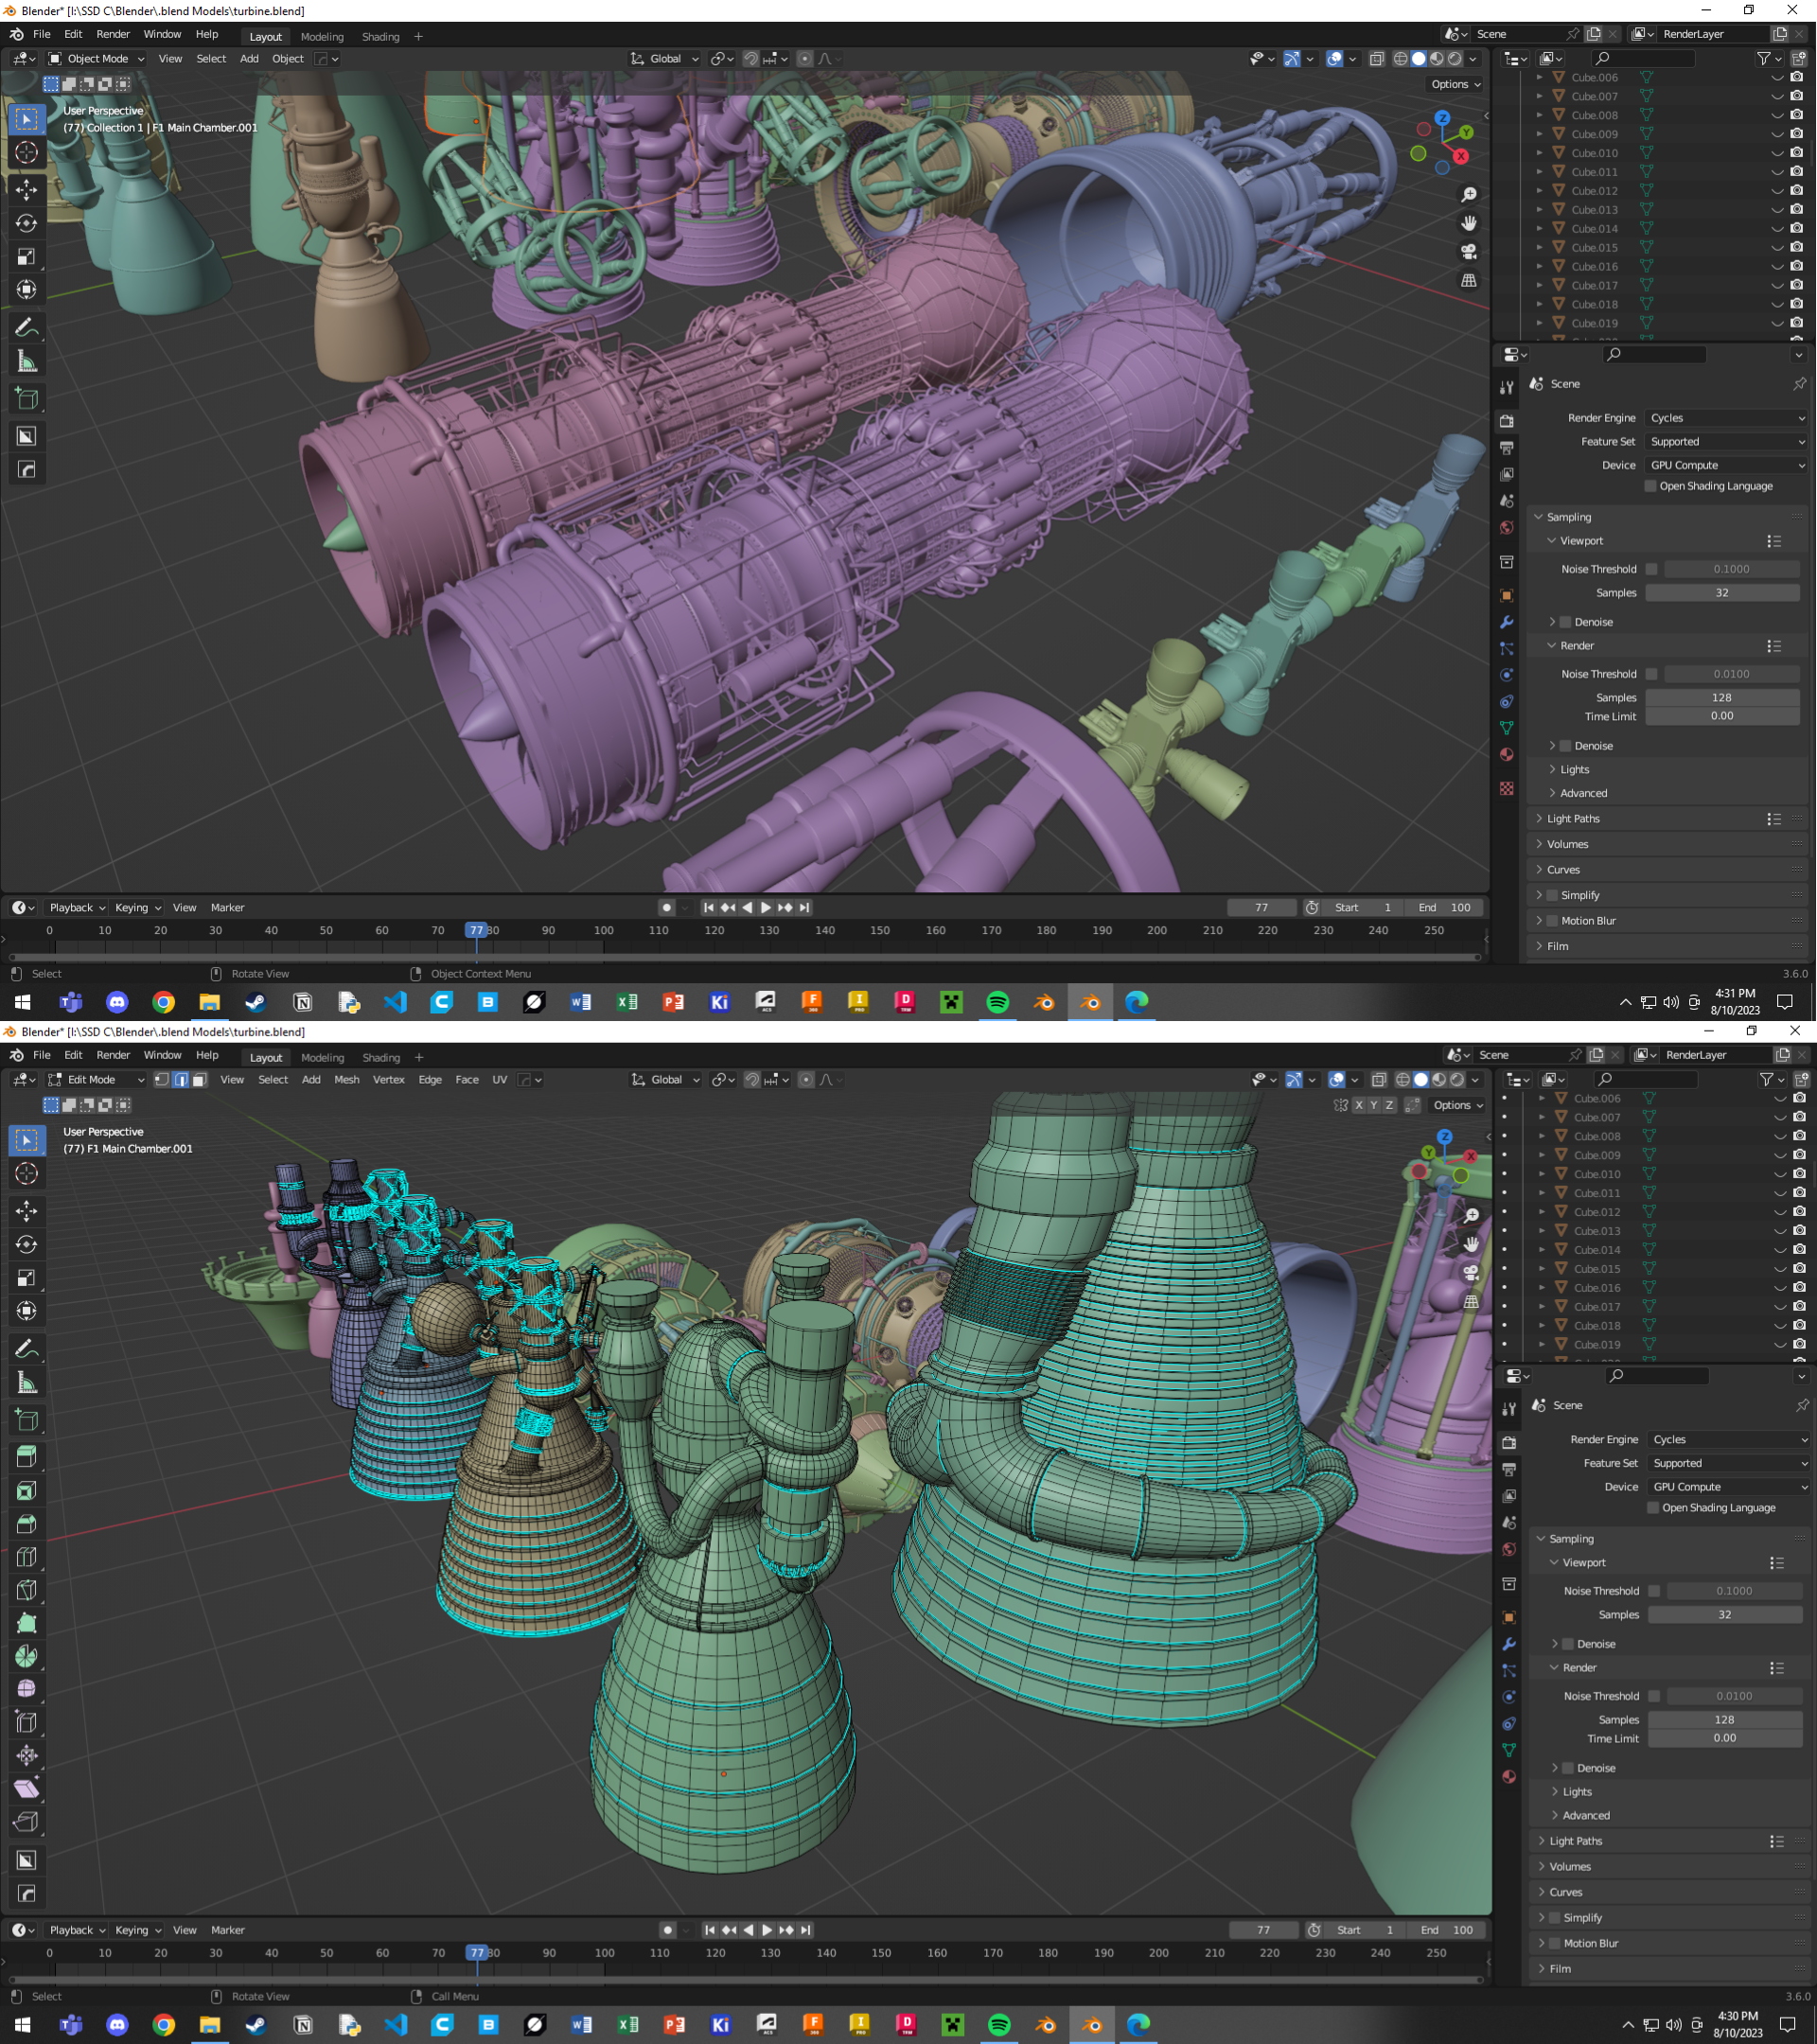 Blender* [I:\SSD C\Blender\.blend Models\turbine.blend]
File Edit Render Window Help Layout Modeling Shading + Scene RenderLayer
Object Mode View Select Add Object Global
Options
User Perspective
(77) Collection 1 | F1 Main Chamber.001
Z
Y
X
Cube.006
Cube.007
Cube.008
Cube.009
Cube.010
Cube.011
Cube.012
Cube.013
Cube.014
Cube.015
Cube.016
Cube.017
Cube.018
Cube.019
Scene
Render Engine Cycles
Feature Set Supported
Device GPU Compute
Open Shading Language
Sampling
Viewport
Noise Threshold 0.1000
Samples 32
Denoise
Render
Noise Threshold 0.0100
Samples 128
Time Limit 0.00
Denoise
Lights
Advanced
Light Paths
Volumes
Curves
Simplify
Motion Blur
Film
Playback Keying View Marker 77 Start 1 End 100
0 10 20 30 40 50 60 70 77 80 90 100 110 120 130 140 150 160 170 180 190 200 210 220 230 240 250
Select Rotate View Object Context Menu 3.6.0
4:31 PM
8/10/2023
Blender* [I:\SSD C\Blender\.blend Models\turbine.blend]
File Edit Render Window Help Layout Modeling Shading + Scene RenderLayer
Edit Mode View Select Add Mesh Vertex Edge Face UV Global
X Y Z Options
User Perspective
(77) F1 Main Chamber.001
Z
Y
X
Cube.006
Cube.007
Cube.008
Cube.009
Cube.010
Cube.011
Cube.012
Cube.013
Cube.014
Cube.015
Cube.016
Cube.017
Cube.018
Cube.019
Scene
Render Engine Cycles
Feature Set Supported
Device GPU Compute
Open Shading Language
Sampling
Viewport
Noise Threshold 0.1000
Samples 32
Denoise
Render
Noise Threshold 0.0100
Samples 128
Time Limit 0.00
Denoise
Lights
Advanced
Light Paths
Volumes
Curves
Simplify
Motion Blur
Film
Playback Keying View Marker 77 Start 1 End 100
0 10 20 30 40 50 60 70 77 80 90 100 110 120 130 140 150 160 170 180 190 200 210 220 230 240 250
Select Rotate View Call Menu 3.6.0
4:30 PM
8/10/2023